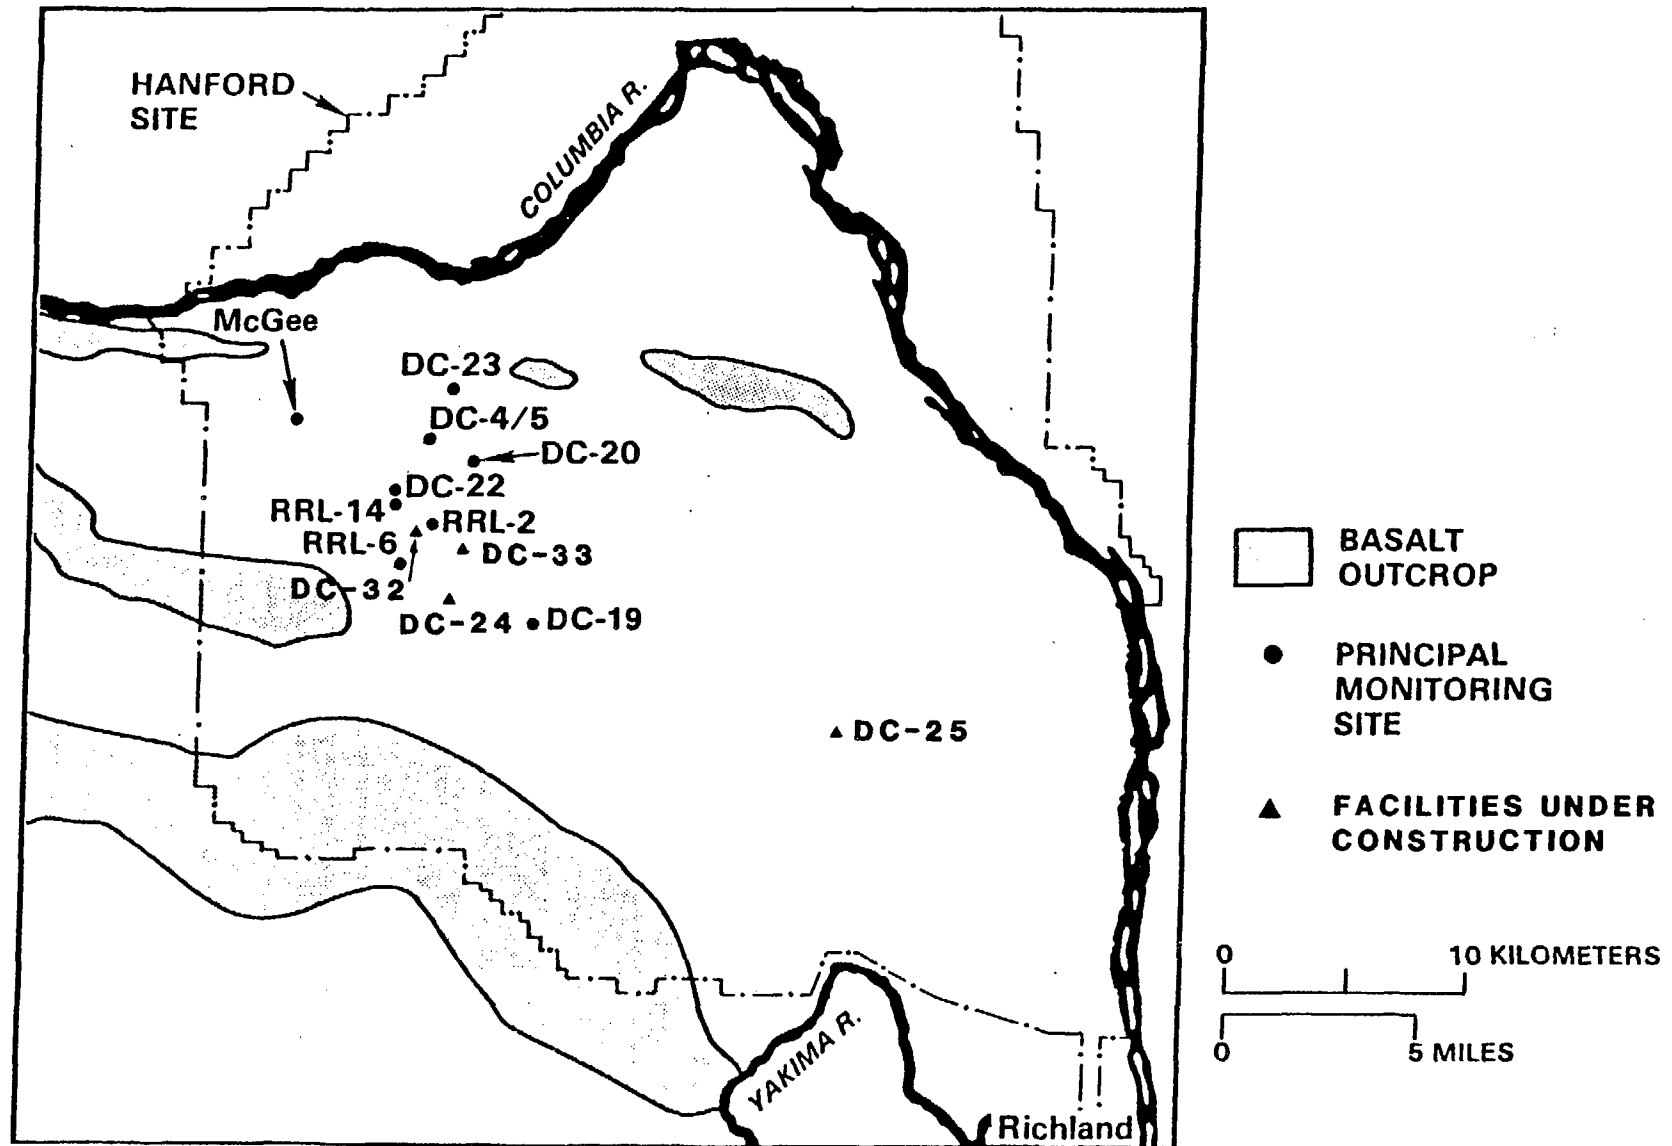 HANFORD
SITE
COLUMBIA R.
McGee
DC-23
DC-4/5
DC-20
DC-22
RRL-14
RRL-2
RRL-6
DC-33
DC-32
DC-24
DC-19
DC-25
YAKIMA R.
Richland
BASALT
OUTCROP
PRINCIPAL
MONITORING
SITE
FACILITIES UNDER
CONSTRUCTION
0 10 KILOMETERS
0 5 MILES